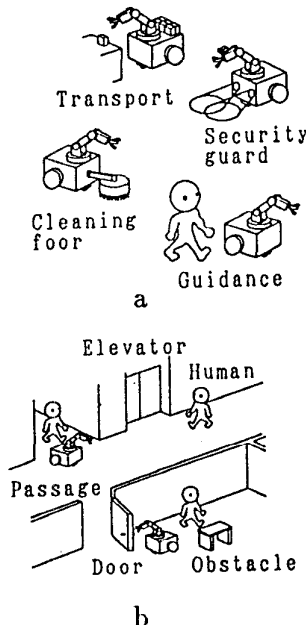 Transport
Security
guard
Cleaning
foor
Guidance
a
Elevator
Human
Passage
Door
Obstacle
b